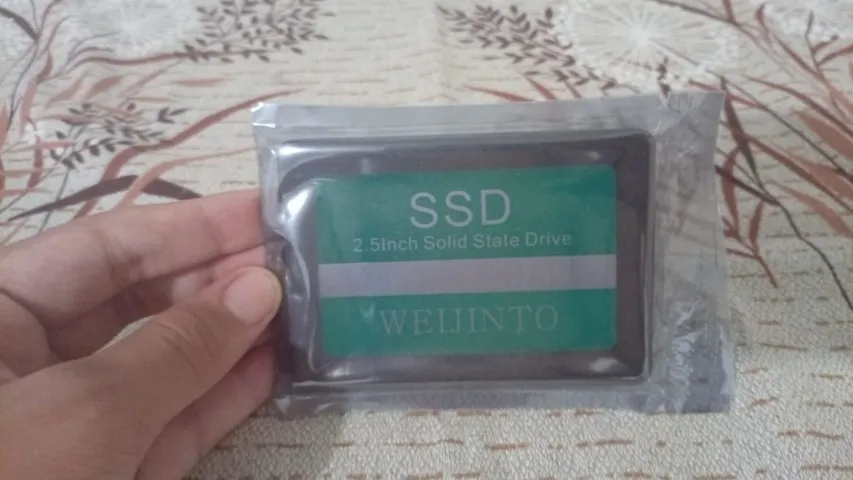 SSD
2.5Inch Solid State Drive
WEIJINTO